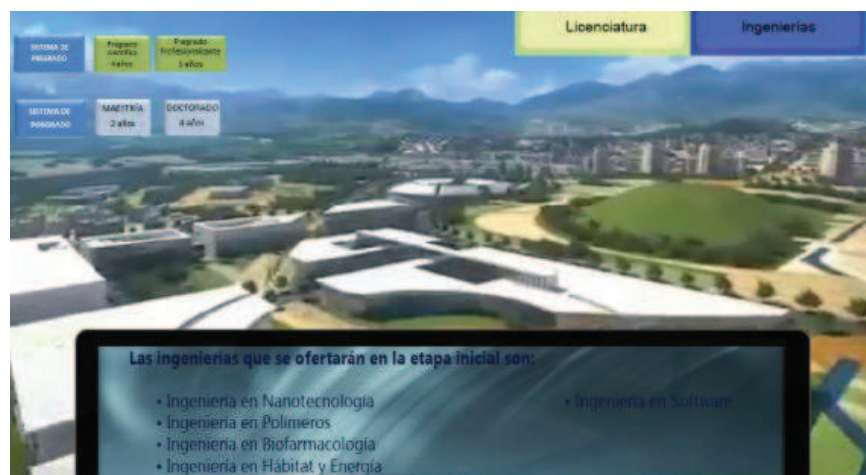 Licenciatura
Ingenierías
SISTEMA DE
PREGRADO
Pregrado
científico
4 años
Pregrado
Profesionalizante
5 años
SISTEMA DE
POSGRADO
MAESTRÍA
2 años
DOCTORADO
4 años
Las ingenierías que se ofertarán en la etapa inicial son:
• Ingeniería en Nanotecnología
• Ingeniería en Polímeros
• Ingeniería en Biofarmacología
• Ingeniería en Hábitat y Energía
• Ingeniería en Software